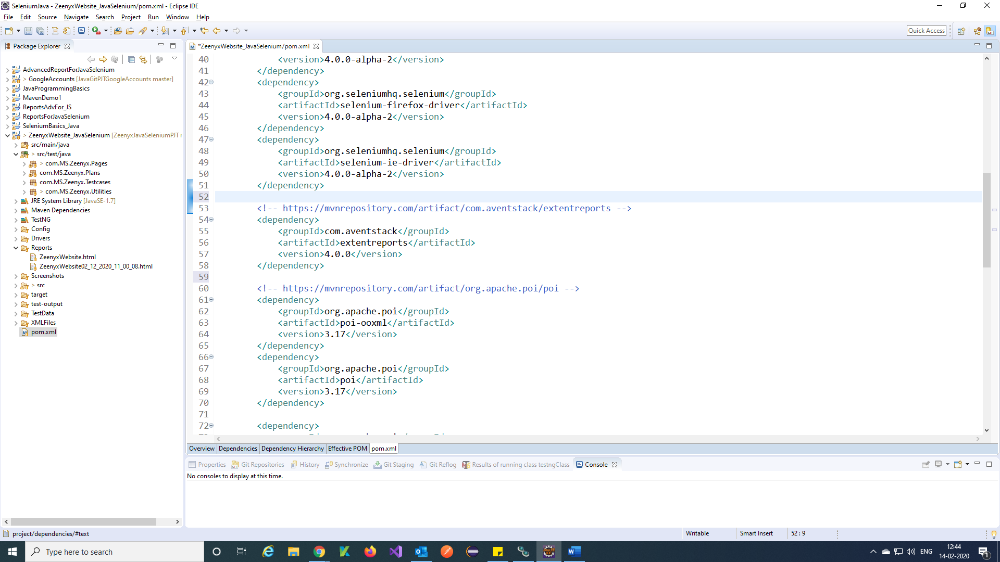 SeleniumJava - ZeenyxWebsite_JavaSelenium/pom.xml - Eclipse IDE
File Edit Source Navigate Search Project Run Window Help
Quick Access
Package Explorer
AdvancedReportForJavaSelenium
> GoogleAccounts [JavaGitPJTGoogleAccounts master]
JavaProgrammingBasics
MavenDemo1
ReportsAdvFor_JS
ReportsForJavaSelenium
SeleniumBasics_Java
> ZeenyxWebsite_JavaSelenium [ZeenyxJavaSeleniumPJT r
src/main/java
> src/test/java
> com.MS.Zeenyx.Pages
com.MS.Zeenyx.Plans
com.MS.Zeenyx.Testcases
> com.MS.Zeenyx.Utilities
JRE System Library [JavaSE-1.7]
Maven Dependencies
TestNG
Config
Drivers
Reports
ZeenyxWebsite.html
ZeenyxWebsite02_12_2020_11_00_08.html
Screenshots
> src
target
test-output
TestData
XMLFiles
pom.xml
*ZeenyxWebsite_JavaSelenium/pom.xml
40 <version>4.0.0-alpha-2</version>
41 </dependency>
42 <dependency>
43 <groupId>org.seleniumhq.selenium</groupId>
44 <artifactId>selenium-firefox-driver</artifactId>
45 <version>4.0.0-alpha-2</version>
46 </dependency>
47 <dependency>
48 <groupId>org.seleniumhq.selenium</groupId>
49 <artifactId>selenium-ie-driver</artifactId>
50 <version>4.0.0-alpha-2</version>
51 </dependency>
52
53 <!-- https://mvnrepository.com/artifact/com.aventstack/extentreports -->
54 <dependency>
55 <groupId>com.aventstack</groupId>
56 <artifactId>extentreports</artifactId>
57 <version>4.0.0</version>
58 </dependency>
59
60 <!-- https://mvnrepository.com/artifact/org.apache.poi/poi -->
61 <dependency>
62 <groupId>org.apache.poi</groupId>
63 <artifactId>poi-ooxml</artifactId>
64 <version>3.17</version>
65 </dependency>
66 <dependency>
67 <groupId>org.apache.poi</groupId>
68 <artifactId>poi</artifactId>
69 <version>3.17</version>
70 </dependency>
71
72 <dependency>
Overview Dependencies Dependency Hierarchy Effective POM pom.xml
Properties Git Repositories History Synchronize Git Staging Git Reflog Results of running class testngClass Console
No consoles to display at this time.
project/dependencies/#text
Writable Smart Insert 52 : 9
Type here to search
ENG
12:44
14-02-2020
1